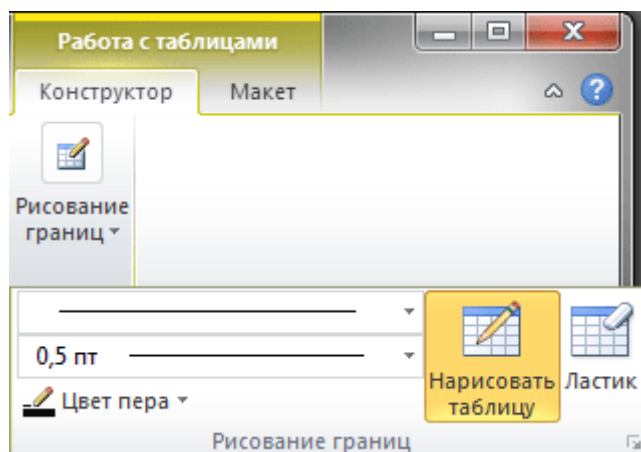 Работа с таблицами
Конструктор Макет
Рисование
границ
0,5 пт
Нарисовать
таблицу
Ластик
Цвет пера
Рисование границ